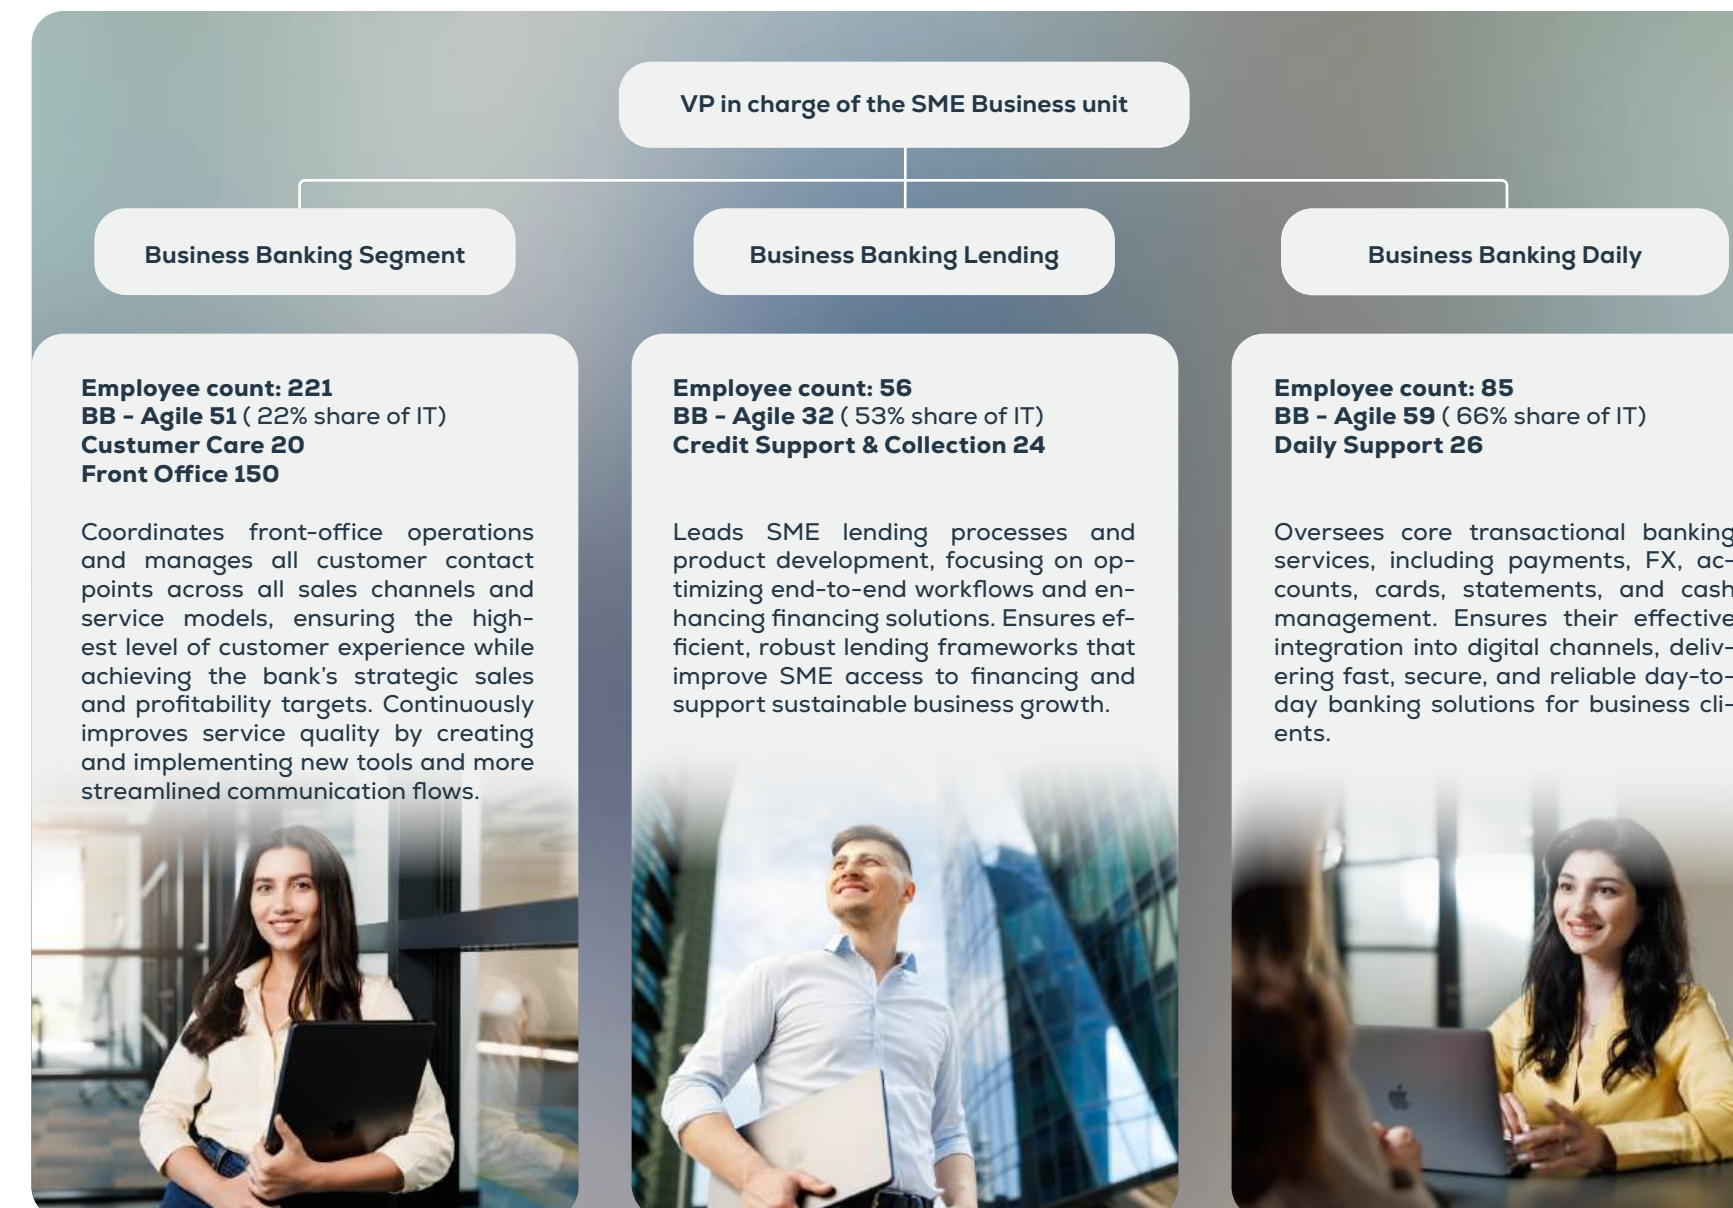 VP in charge of the SME Business unit
Business Banking Segment
Business Banking Lending
Business Banking Daily
Employee count: 221
BB - Agile 51 ( 22% share of IT)
Custumer Care 20
Front Office 150
Coordinates front-office operations
and manages all customer contact
points across all sales channels and
service models, ensuring the high-
est level of customer experience while
achieving the bank's strategic sales
and profitability targets. Continuously
improves service quality by creating
and implementing new tools and more
streamlined communication flows.
Employee count: 56
BB - Agile 32 ( 53% share of IT)
Credit Support & Collection 24
Leads SME lending processes and
product development, focusing on op-
timizing end-to-end workflows and en-
hancing financing solutions. Ensures ef-
ficient, robust lending frameworks that
improve SME access to financing and
support sustainable business growth.
Employee count: 85
BB - Agile 59 ( 66% share of IT)
Daily Support 26
Oversees core transactional banking
services, including payments, FX, ac-
counts, cards, statements, and cash
management. Ensures their effective
integration into digital channels, deliv-
ering fast, secure, and reliable day-to-
day banking solutions for business cli-
ents.